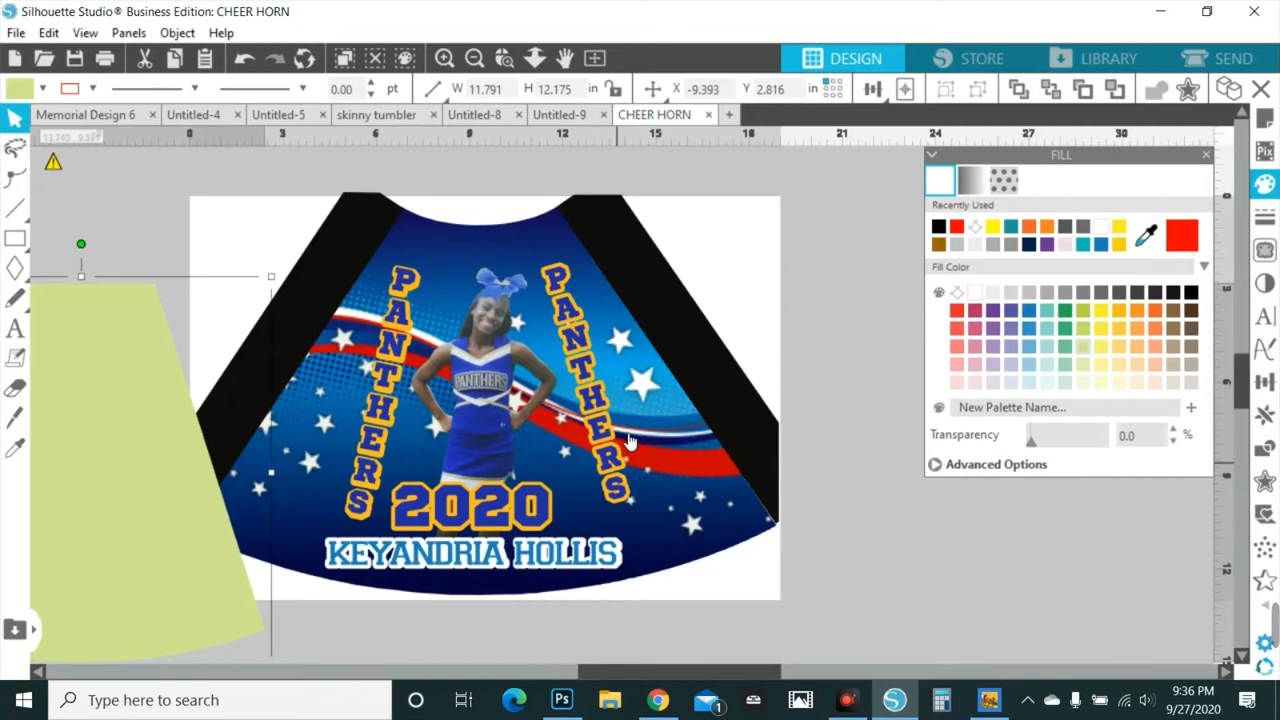 Silhouette Studio® Business Edition: CHEER HORN
File Edit View Panels Object Help
DESIGN STORE LIBRARY SEND
0.00 pt W 11.791 H 12.175 in X -9.393 Y 2.816 in
Memorial Design 6 × Untitled-4 × Untitled-5 × skinny tumbler × Untitled-8 × Untitled-9 × CHEER HORN × +
0 3 6 9 12 15 18 21 24 27 30
FILL
Recently Used
Fill Color
New Palette Name... +
Transparency 0.0 %
Advanced Options
PANTHERS
PANTHERS
PANTHERS
2020
KEYANDRIA HOLLIS
Type here to search
Ps
1
9:36 PM
9/27/2020